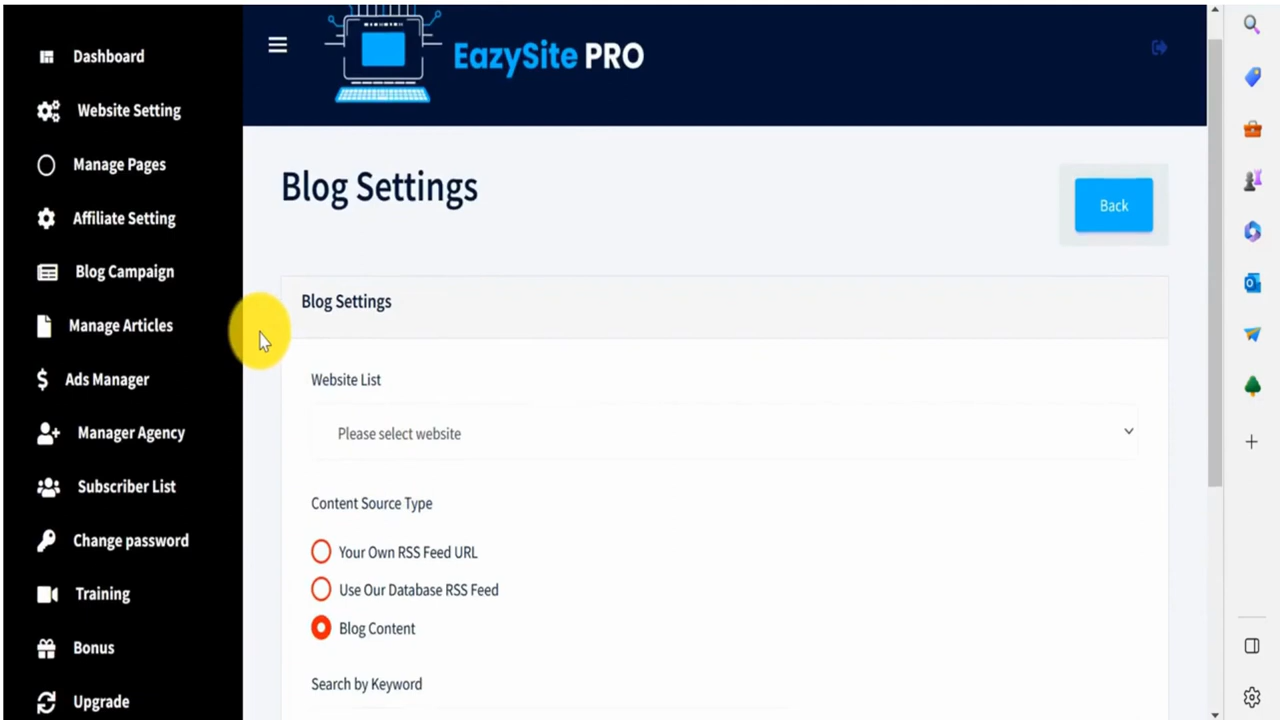 Dashboard
Website Setting
Manage Pages
Affiliate Setting
Blog Campaign
Manage Articles
Ads Manager
Manager Agency
Subscriber List
Change password
Training
Bonus
Upgrade
EazySite PRO
Blog Settings
Back
Blog Settings
Website List
Please select website
Content Source Type
Your Own RSS Feed URL
Use Our Database RSS Feed
Blog Content
Search by Keyword